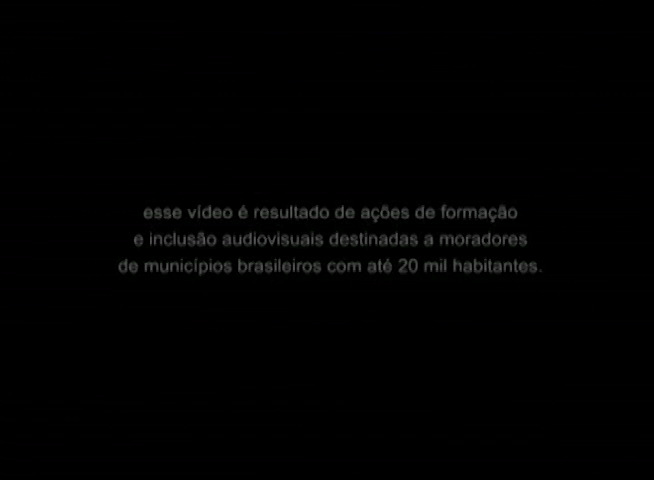 esse vídeo é resultado de ações de formação
e inclusão audiovisuais destinadas a moradores
de municípios brasileiros com até 20 mil habitantes.